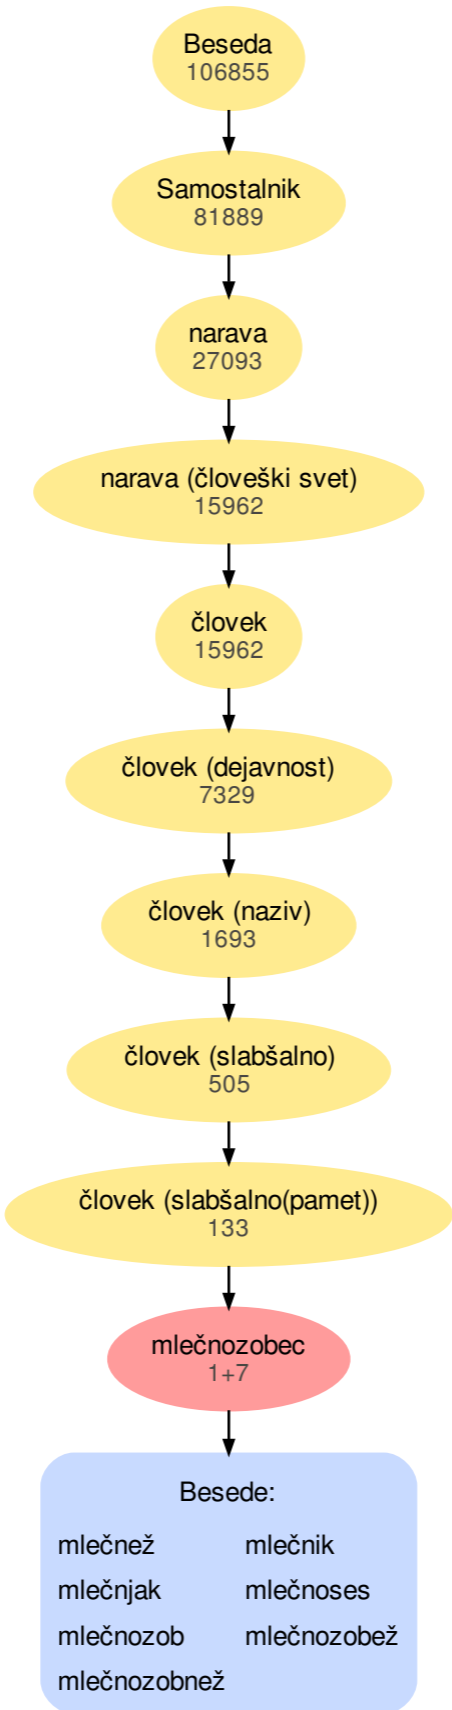 Beseda
106855
Samostalnik
81889
narava
27093
narava (človeški svet)
15962
človek
15962
človek (dejavnost)
7329
človek (naziv)
1693
človek (slabšalno)
505
človek (slabšalno(pamet))
133
mlečnozobec
1+7
Besede:
mlečnež mlečnik
mlečnjak mlečnoses
mlečnozob mlečnozobež
mlečnozobnež